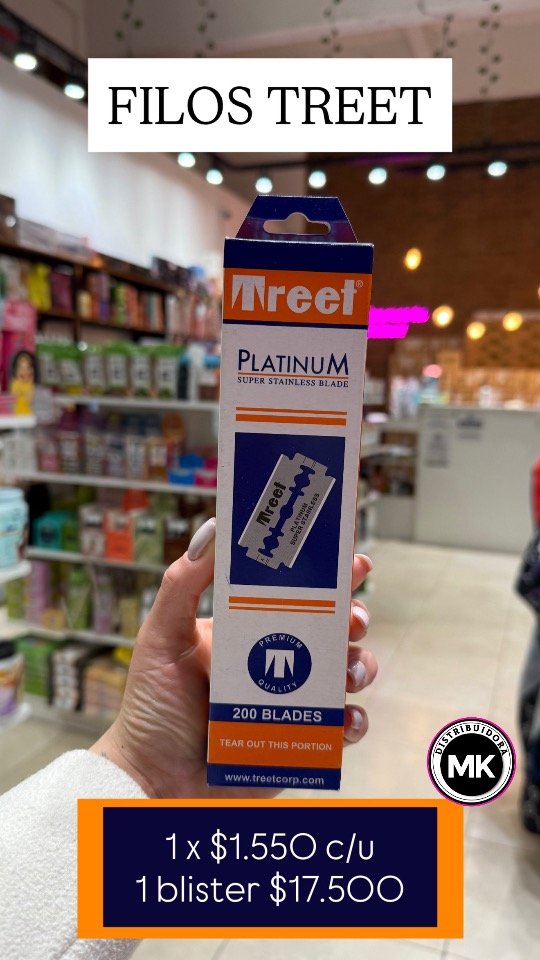 FILOS TREET
Treet®
PLATINUM
SUPER STAINLESS BLADE
Treet
PLATINUM
SUPER STAINLESS
PREMIUM
QUALITY
200 BLADES
TEAR OUT THIS PORTION
www.treetcorp.com
DISTRIBUIDORA
MK
1 x $1.550 c/u
1 blister $17.500